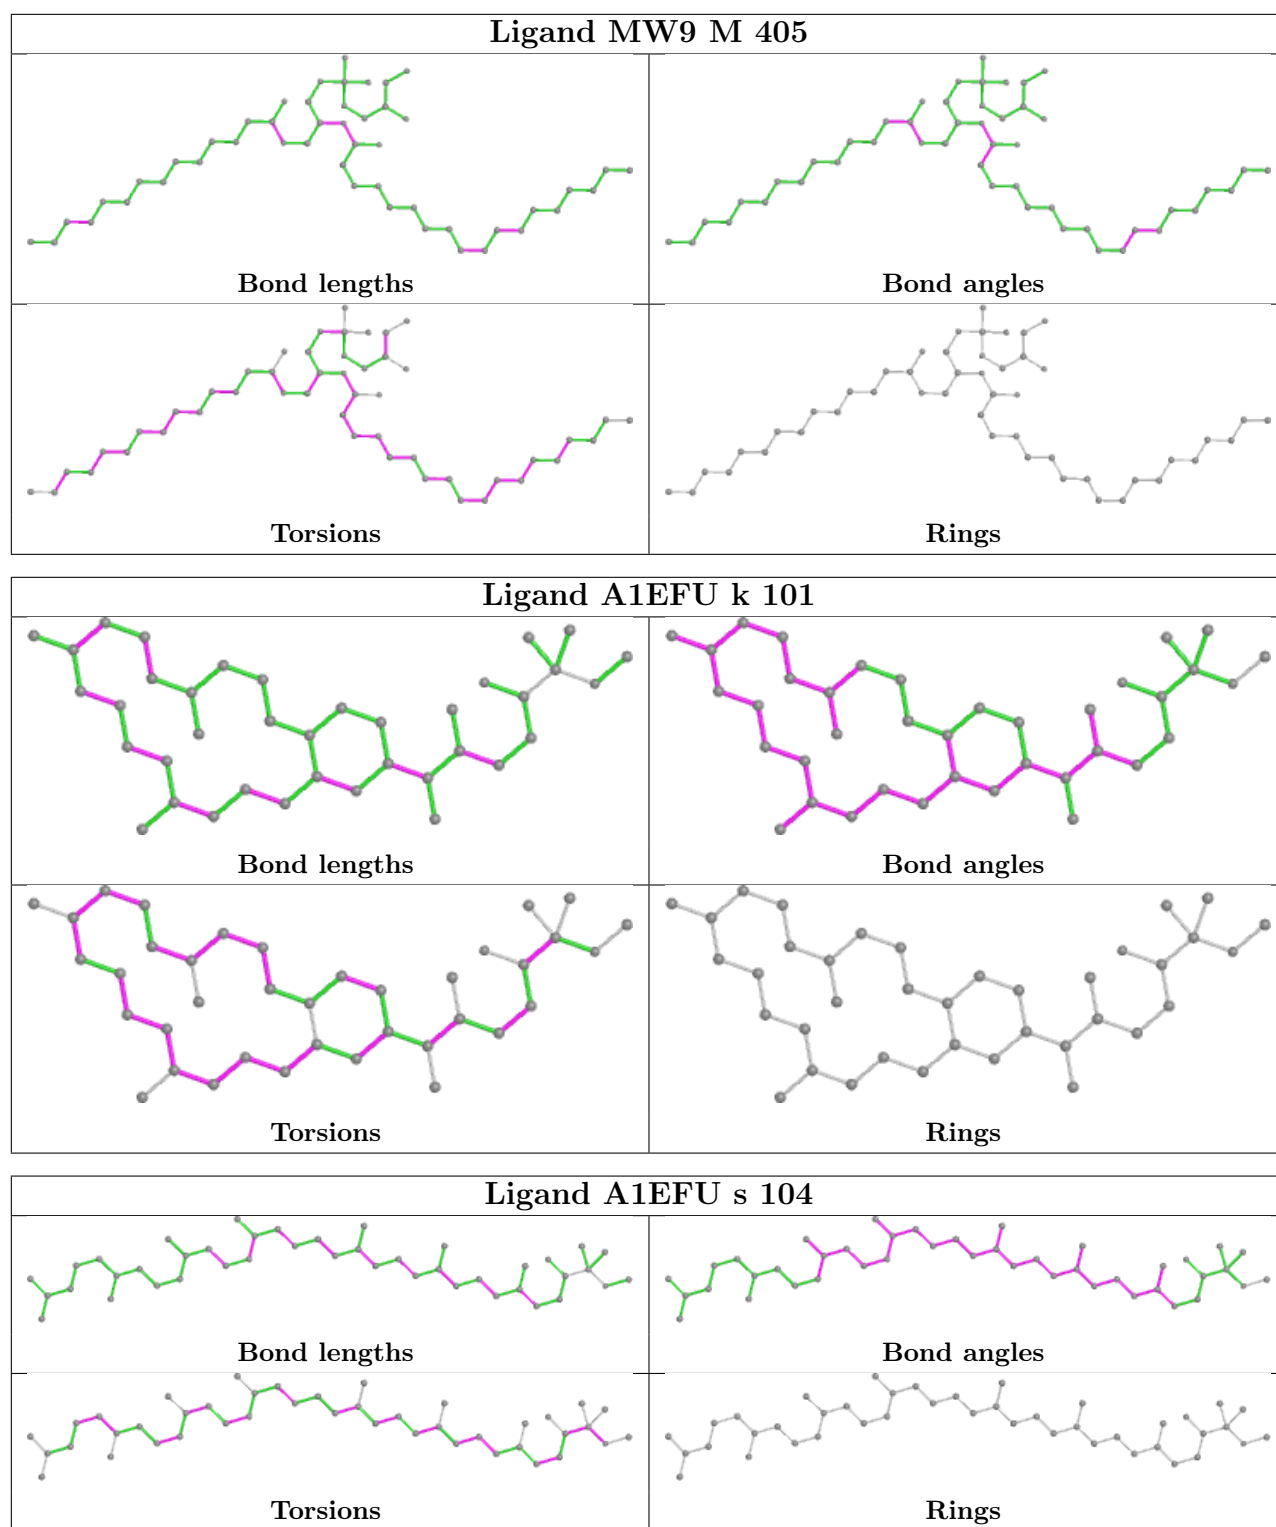 Ligand MW9 M 405
Bond lengths
Bond angles
Torsions
Rings
Ligand A1EFU k 101
Bond lengths
Bond angles
Torsions
Rings
Ligand A1EFU s 104
Bond lengths
Bond angles
Torsions
Rings